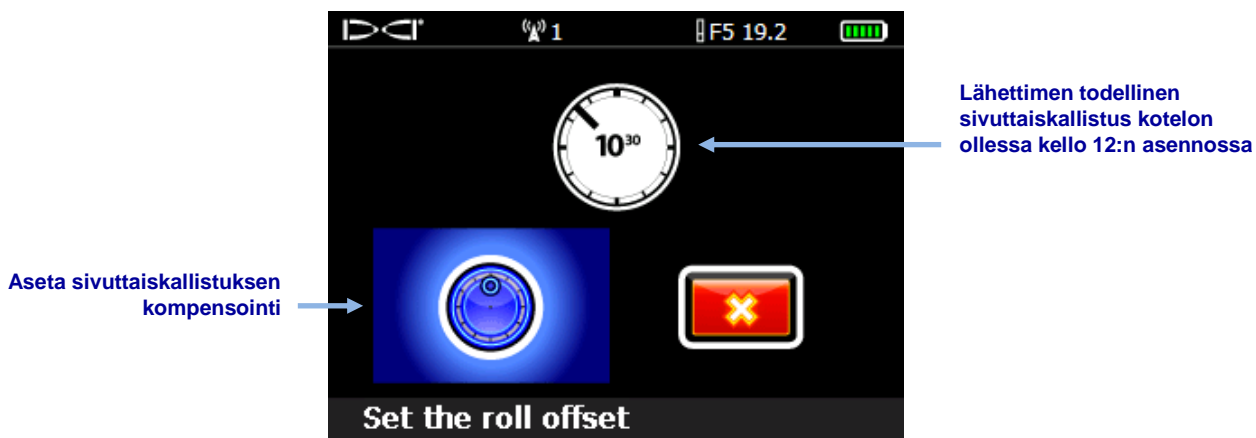 1
F5 19.2
10³⁰
Lähettimen todellinen
sivuttaiskallistus kotelon
ollessa kello 12:n asennossa
Aseta sivuttaiskallistuksen
kompensointi
Set the roll offset